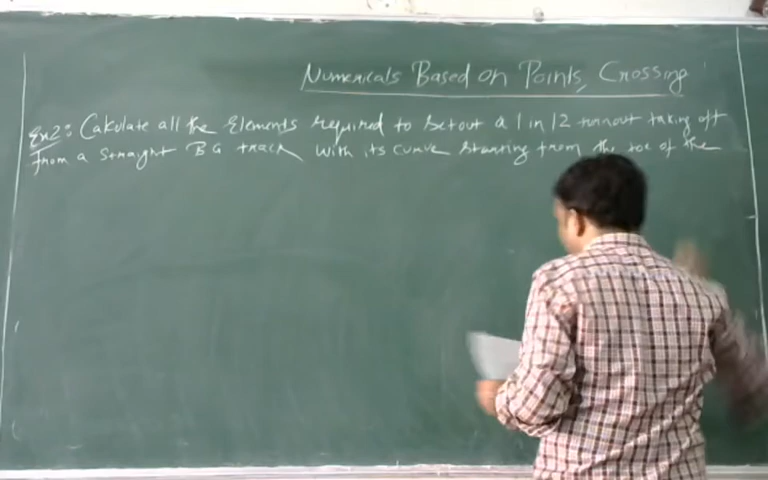 Numericals Based on Points, Crossing
Ex2: Calculate all the Elements required to setout a 1 in 12 turnout taking off
from a straight BG track, with its curve starting from the toe of the